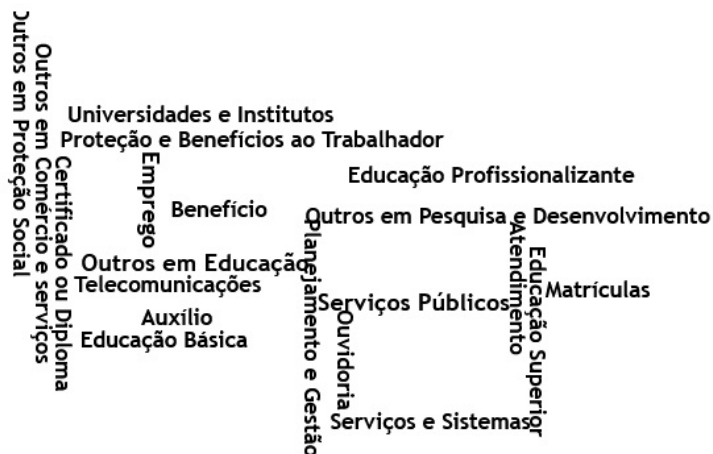 Outros em Proteção Social
Outros em Comércio e serviços
Certificado ou Diploma
Universidades e Institutos
Proteção e Benefícios ao Trabalhador
Emprego
Educação Profissionalizante
Benefício
Outros em Pesquisa e Desenvolvimento
Planejamento e Gestão
Atendimento
Educação Superior
Outros em Educação
Telecomunicações
Matrículas
Serviços Públicos
Auxílio
Ouvidoria
Educação Básica
Serviços e Sistemas